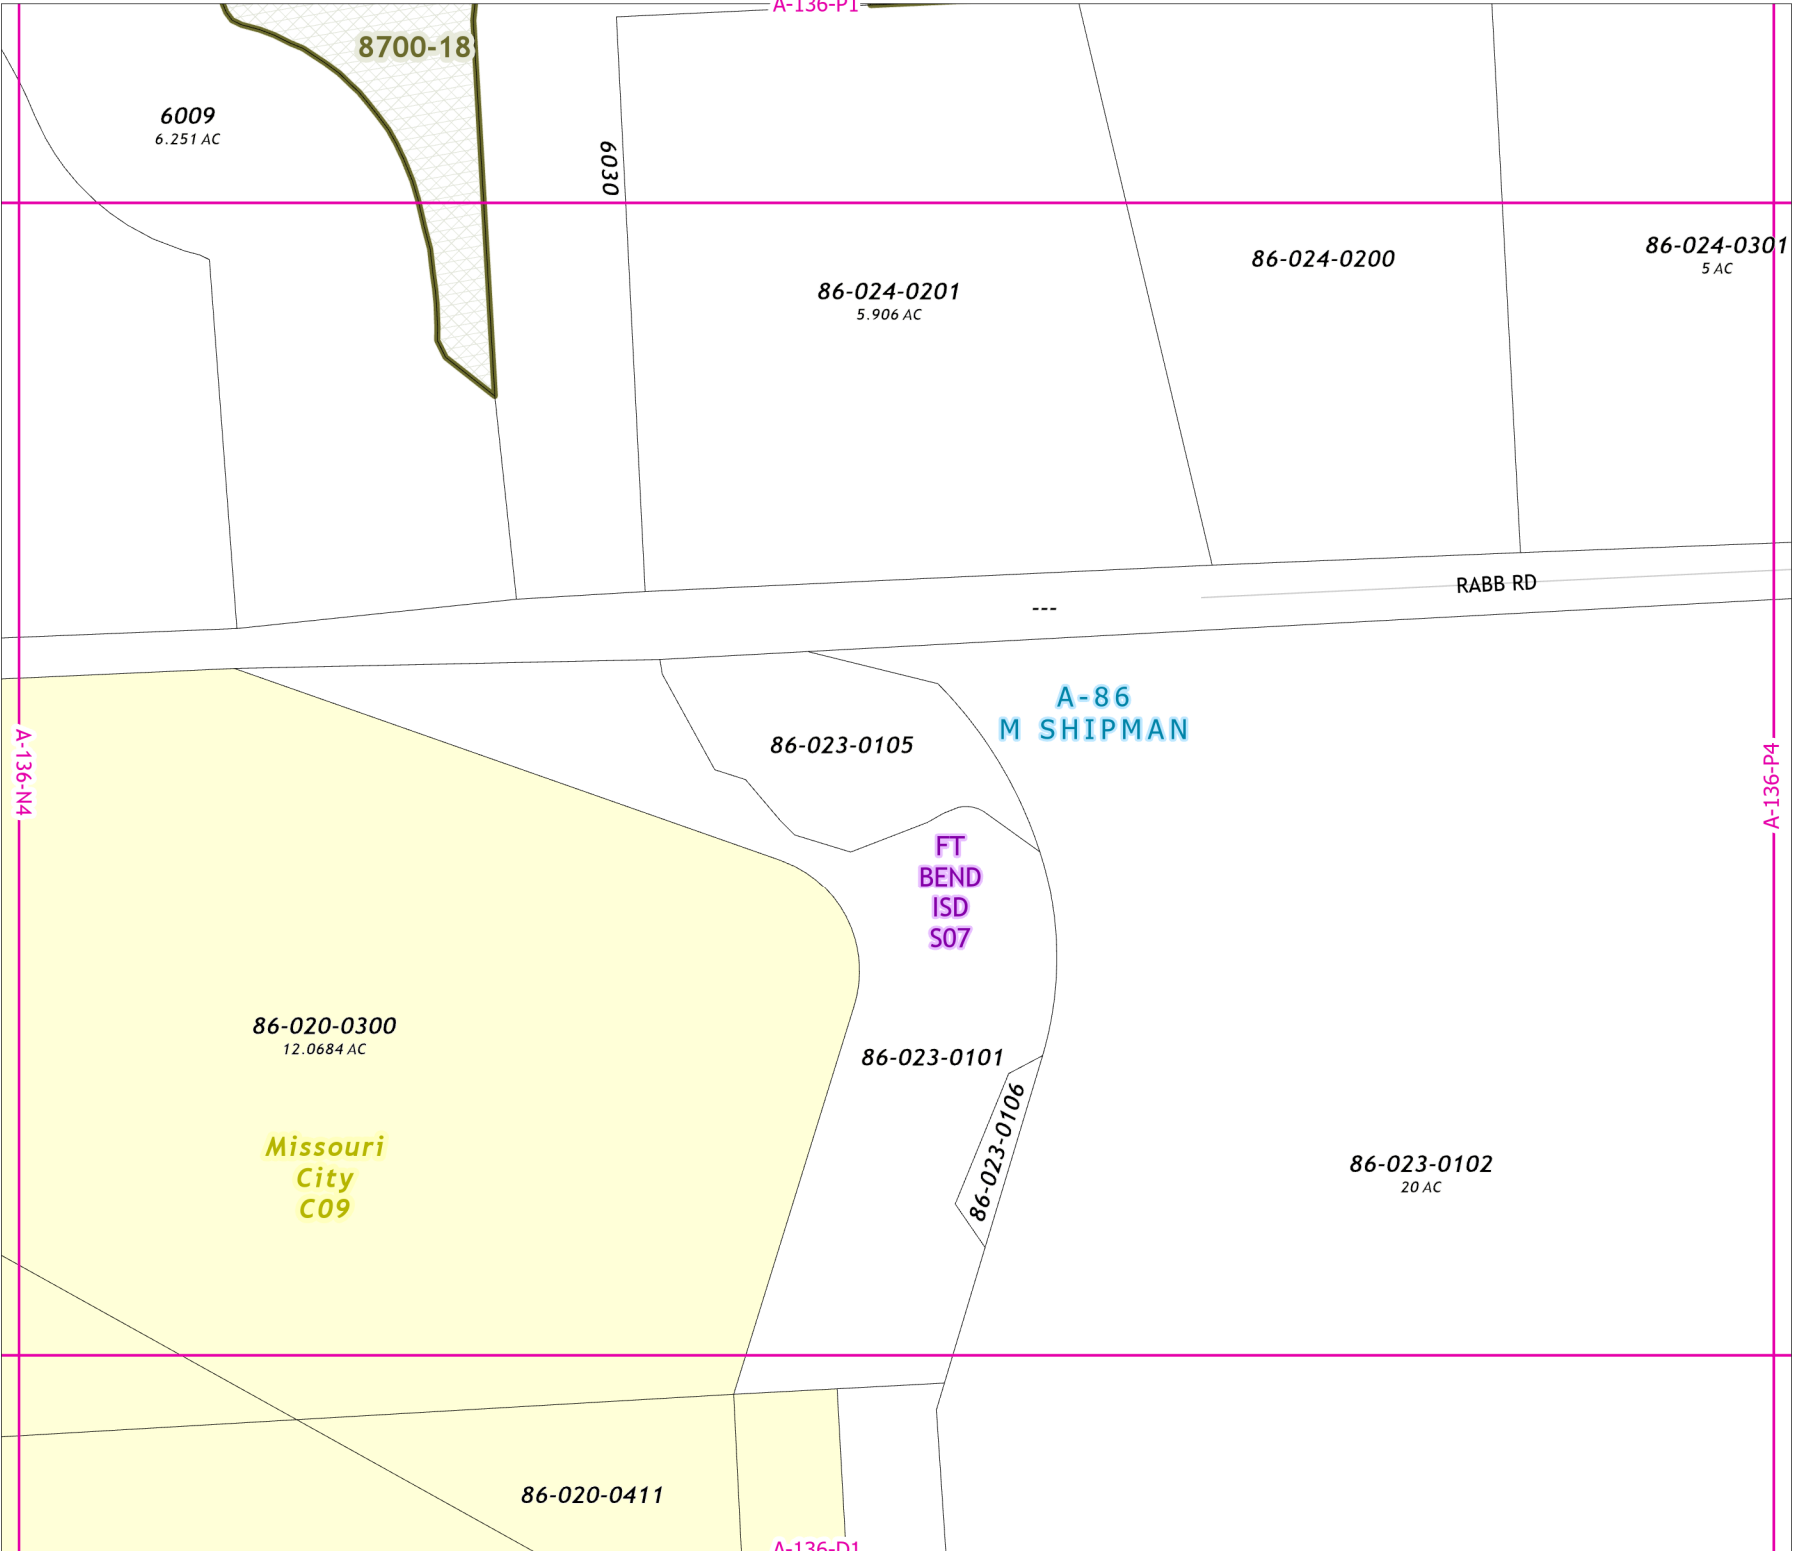 A-136-P1
8700-18
6009
6.251 AC
6030
86-024-0301
5 AC
86-024-0200
86-024-0201
5.906 AC
RABB RD
---
A-86
M SHIPMAN
86-023-0105
A-136-N4
A-136-P4
FT
BEND
ISD
S07
86-020-0300
12.0684 AC
86-023-0101
86-023-0106
Missouri
City
C09
86-023-0102
20 AC
86-020-0411
A-136-D1